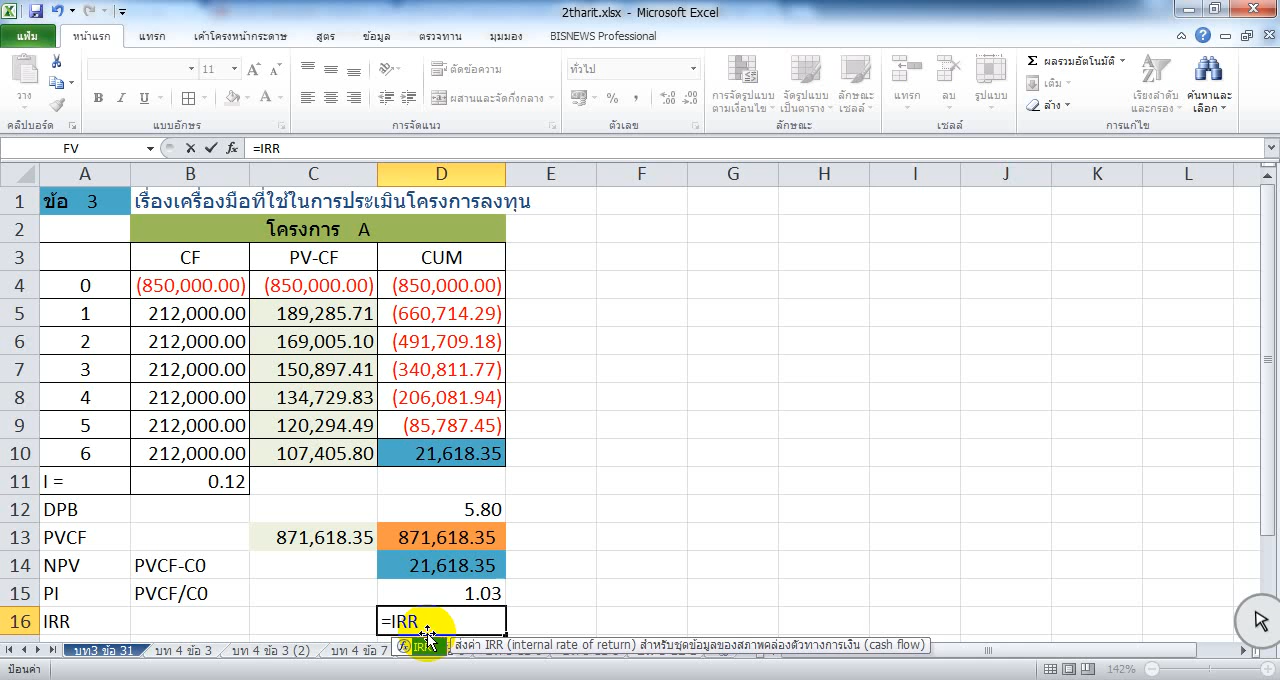 2tharit.xlsx - Microsoft Excel
แฟ้ม หน้าแรก แทรก เค้าโครงหน้ากระดาษ สูตร ข้อมูล ตรวจทาน มุมมอง BISNEWS Professional
วาง 11 ตัดข้อความ ทั่วไป การจัดรูปแบบ ตามเงื่อนไข จัดรูปแบบ เป็นตาราง ลักษณะ เซลล์ แทรก ลบ รูปแบบ Σ ผลรวมอัตโนมัติ เติม ล้าง เรียงลำดับ และกรอง ค้นหาและ เลือก
B I U A ผสานและจัดกึ่งกลาง % ,
คลิปบอร์ด แบบอักษร การจัดแนว ตัวเลข ลักษณะ เซลล์ การแก้ไข
FV =IRR
A B C D E F G H I J K L
1 ข้อ 3 เรื่องเครื่องมือที่ใช้ในการประเมินโครงการลงทุน
2 โครงการ A
3 CF PV-CF CUM
4 0 (850,000.00) (850,000.00) (850,000.00)
5 1 212,000.00 189,285.71 (660,714.29)
6 2 212,000.00 169,005.10 (491,709.18)
7 3 212,000.00 150,897.41 (340,811.77)
8 4 212,000.00 134,729.83 (206,081.94)
9 5 212,000.00 120,294.49 (85,787.45)
10 6 212,000.00 107,405.80 21,618.35
11 I = 0.12
12 DPB 5.80
13 PVCF 871,618.35 871,618.35
14 NPV PVCF-C0 21,618.35
15 PI PVCF/C0 1.03
16 IRR =IRR
IRR ส่งค่า IRR (internal rate of return) สำหรับชุดข้อมูลของสภาพคล่องตัวทางการเงิน (cash flow)
บท3 ข้อ 31 บท 4 ข้อ 3 บท 4 ข้อ 3 (2) บท 4 ข้อ 7
ป้อนค่า 142%